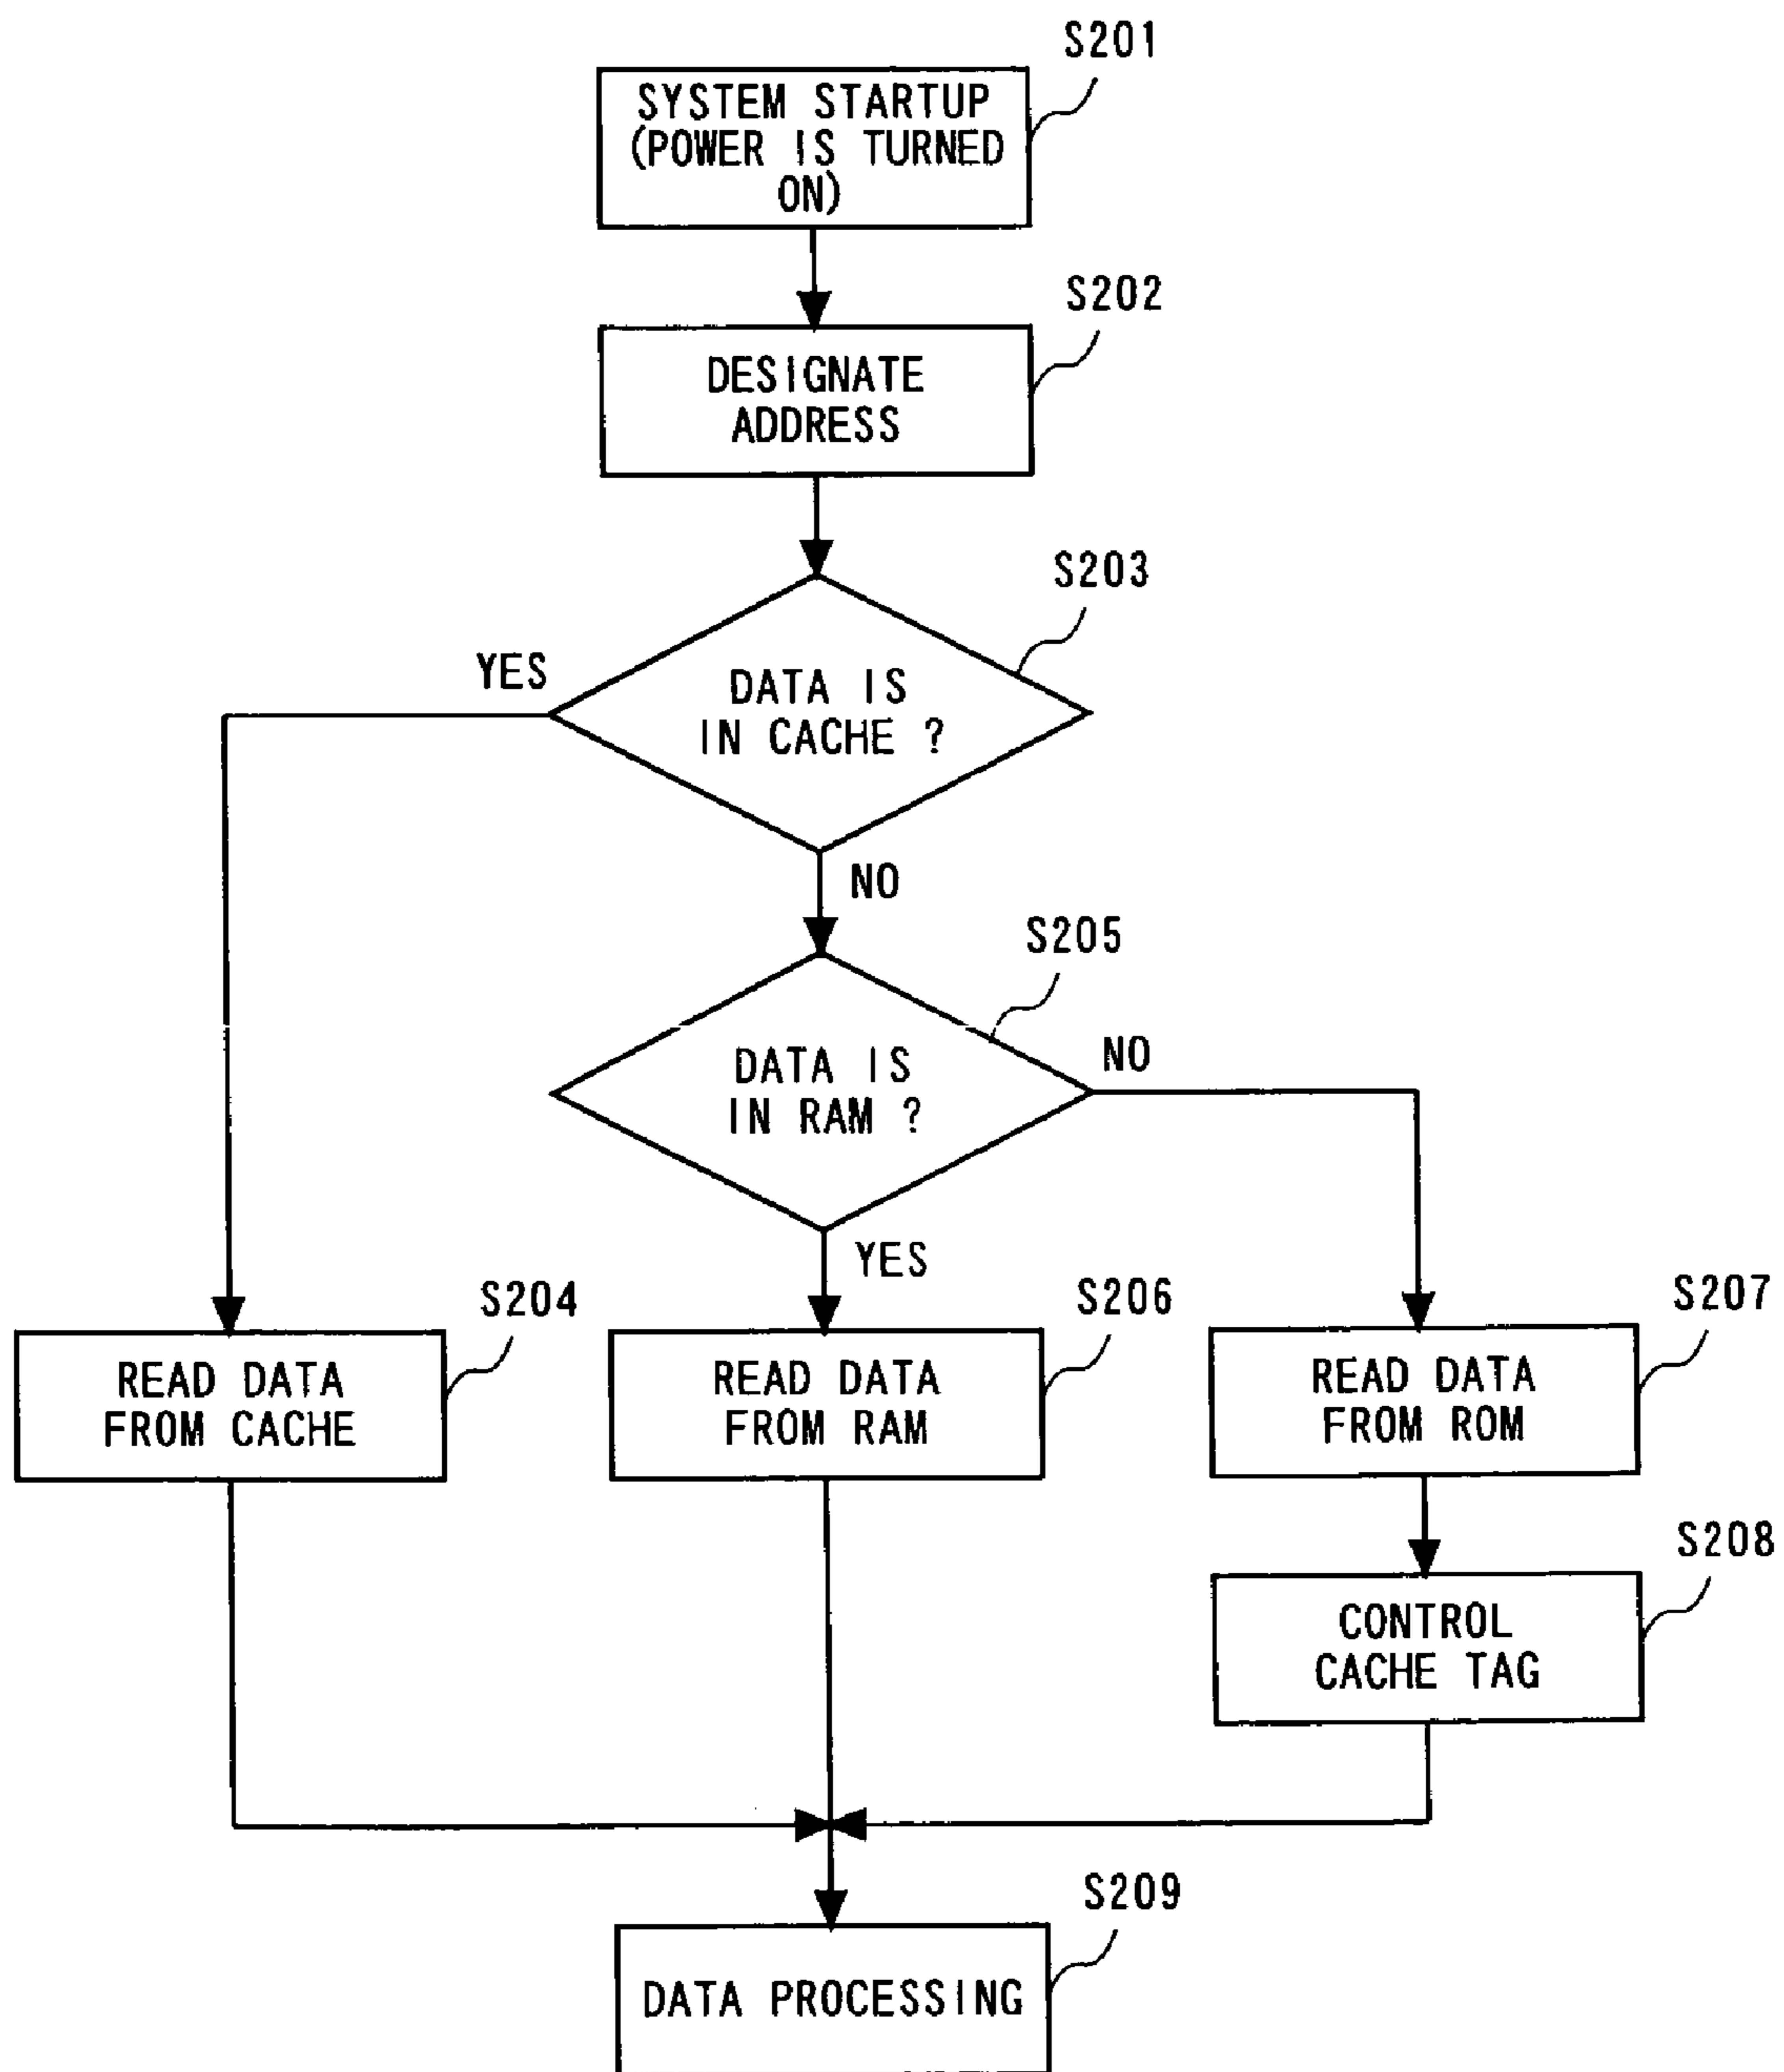 S201
SYSTEM STARTUP
(POWER IS TURNED
ON)
S202
DESIGNATE
ADDRESS
S203
YES
DATA IS
IN CACHE ?
NO
S205
NO
DATA IS
IN RAM ?
YES
S204
S206
S207
READ DATA
FROM CACHE
READ DATA
FROM RAM
READ DATA
FROM ROM
S208
CONTROL
CACHE TAG
S209
DATA PROCESSING